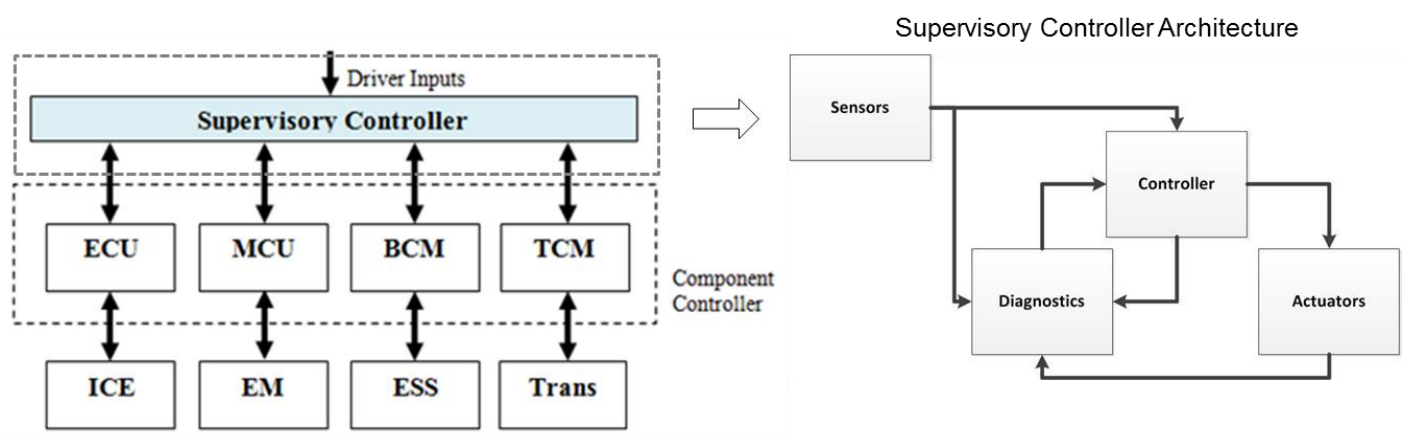 Supervisory Controller Architecture
Driver Inputs
Supervisory Controller
ECU
MCU
BCM
TCM
Component
Controller
ICE
EM
ESS
Trans
Sensors
Controller
Diagnostics
Actuators